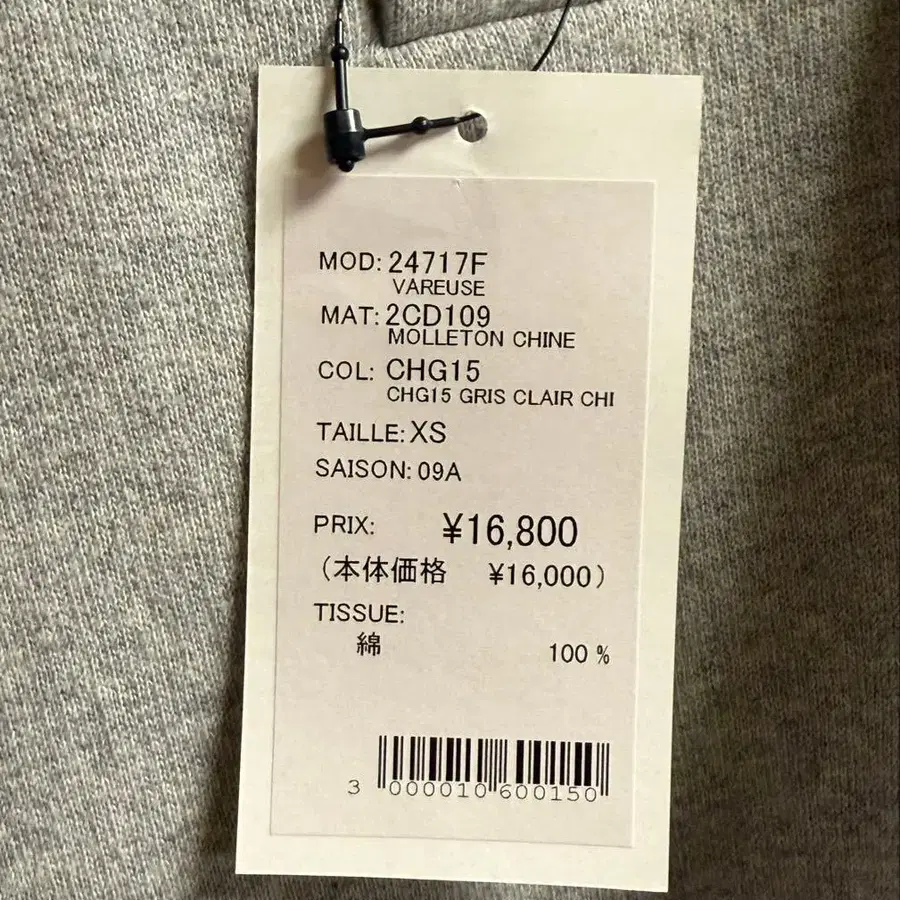 MOD: 24717F
VAREUSE
MAT: 2CD109
MOLLETON CHINE
COL: CHG15
CHG15 GRIS CLAIR CHI
TAILLE: XS
SAISON: 09A
PRIX: ¥16,800
(本体価格 ¥16,000)
TISSUE:
綿 100 %
3 000010 600150